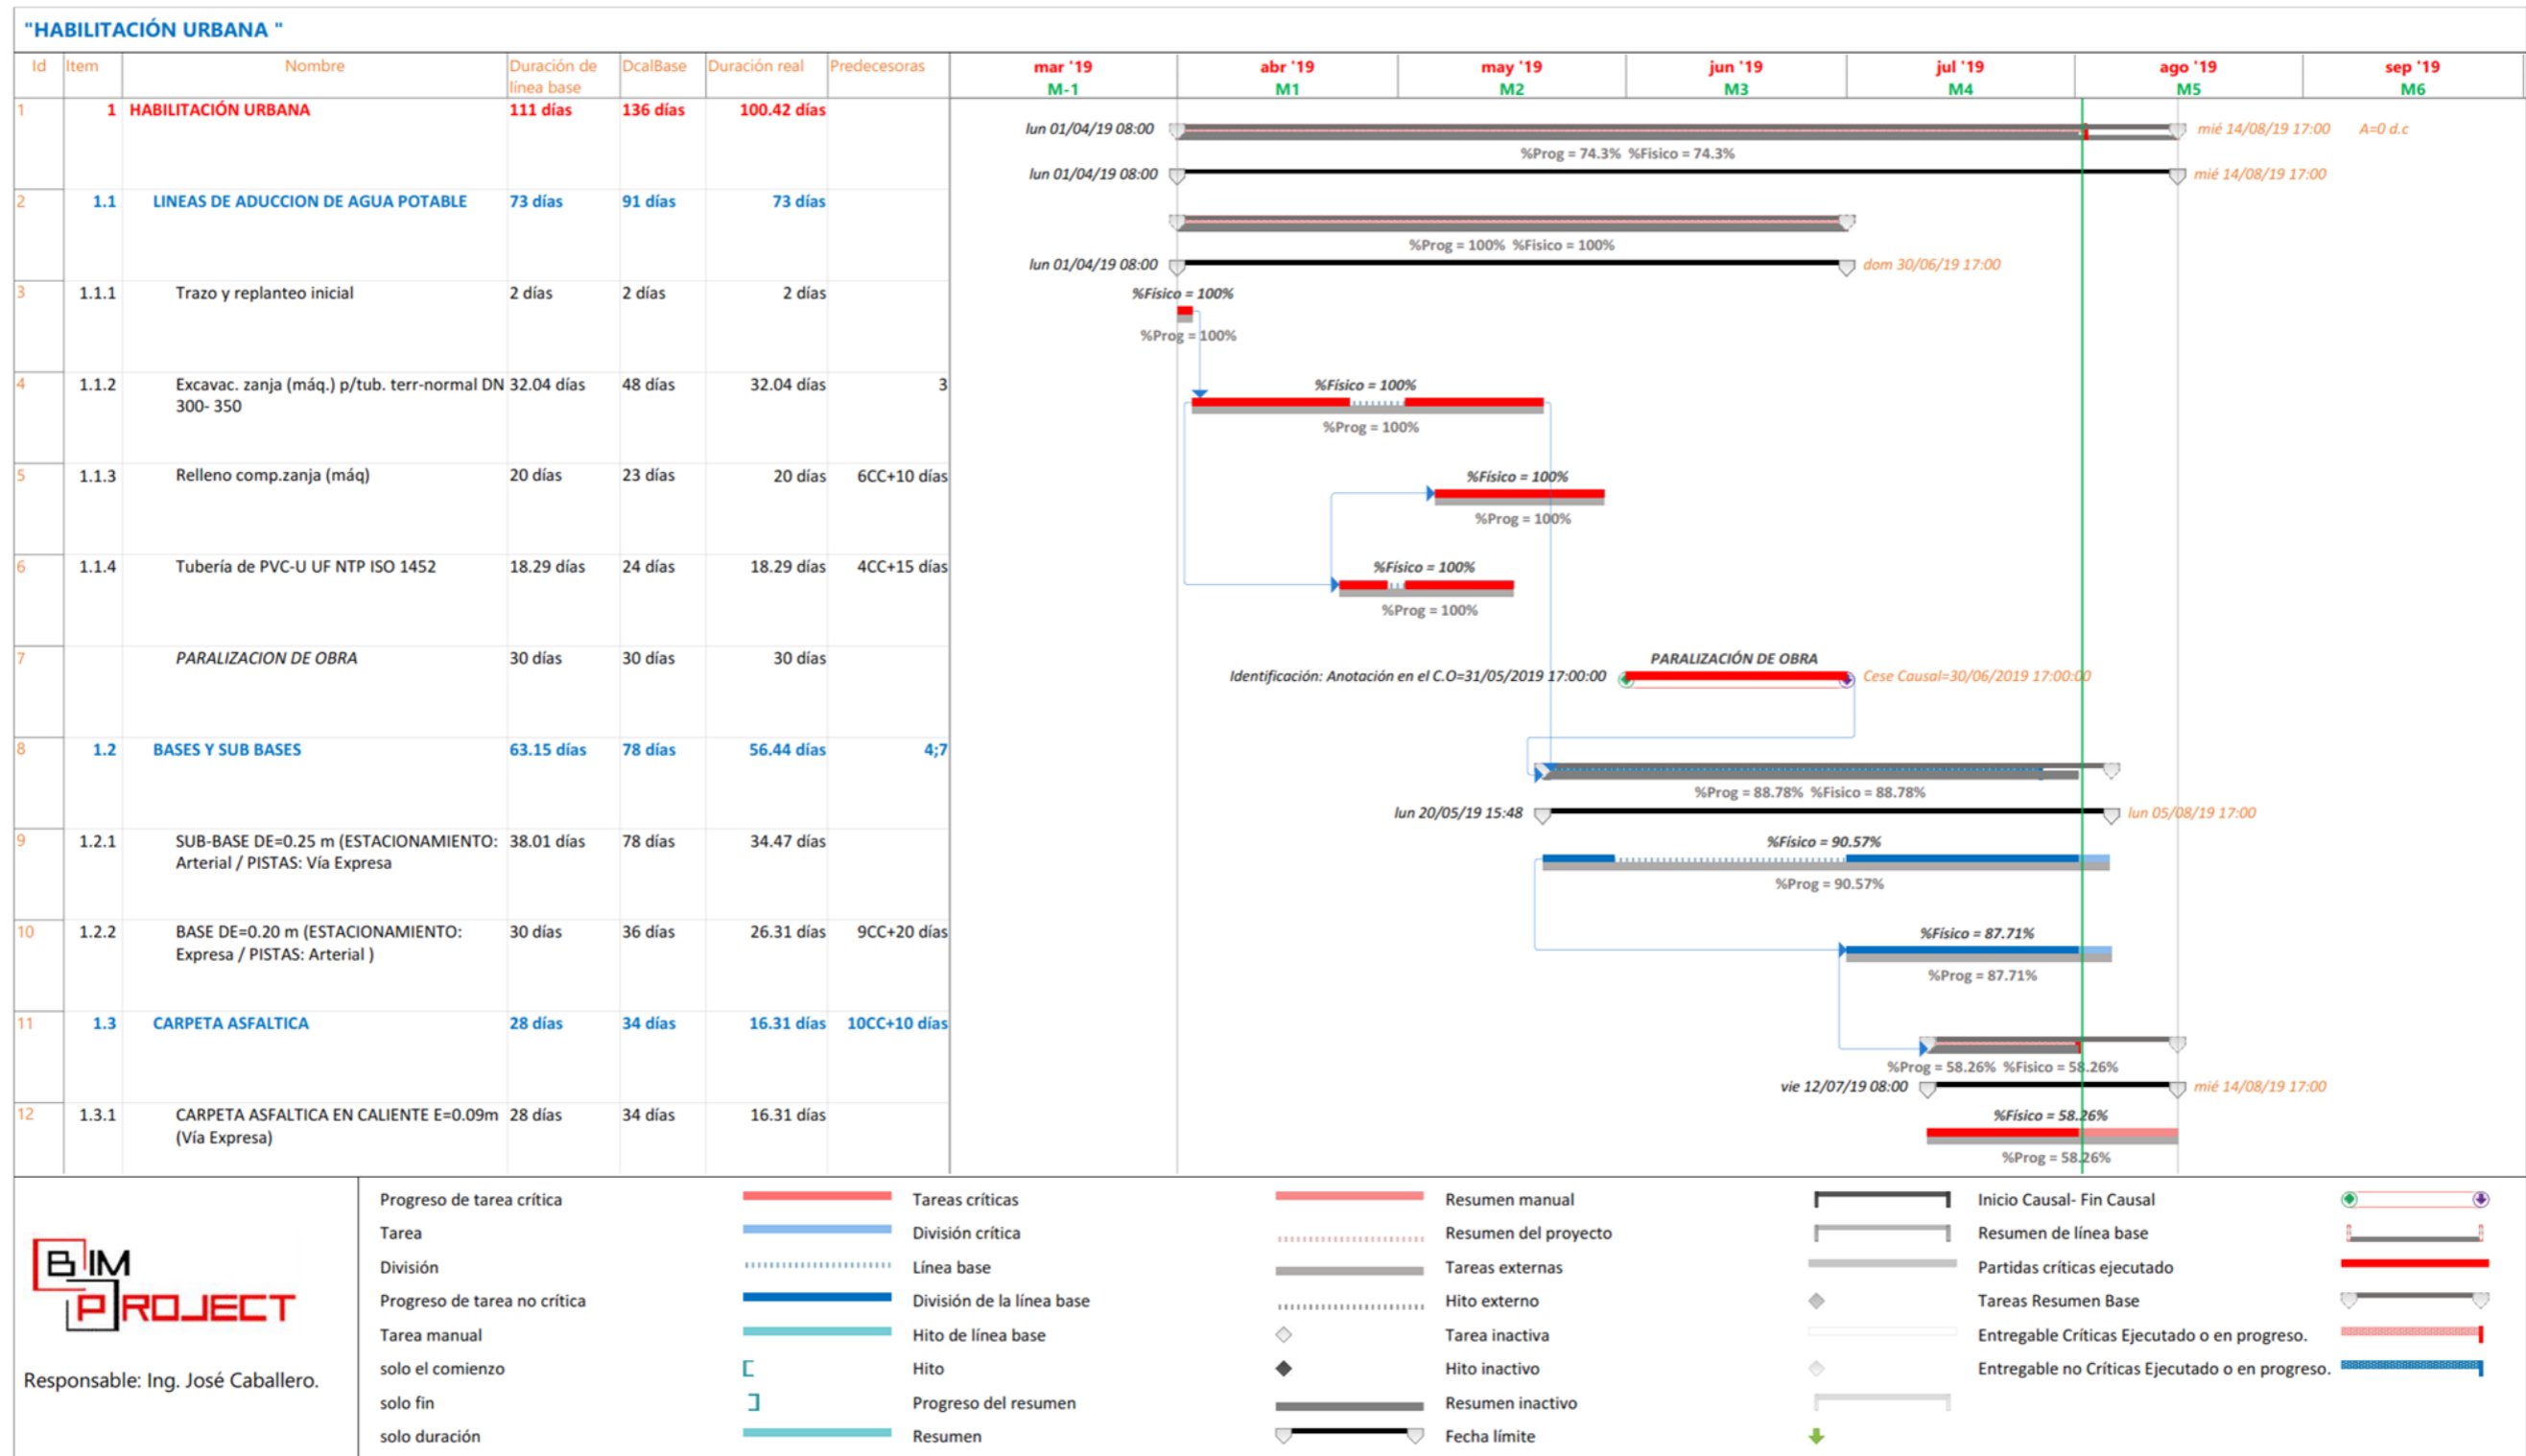 "HABILITACIÓN URBANA "
Id Item Nombre Duración de línea base DcalBase Duración real Predecesoras mar '19 abr '19 may '19 jun '19 jul '19 ago '19 sep '19
M-1 M1 M2 M3 M4 M5 M6
1 1 HABILITACIÓN URBANA 111 días 136 días 100.42 días
lun 01/04/19 08:00 mié 14/08/19 17:00 A=0 d.c
%Prog = 74.3% %Fisico = 74.3%
lun 01/04/19 08:00 mié 14/08/19 17:00
2 1.1 LINEAS DE ADUCCION DE AGUA POTABLE 73 días 91 días 73 días
%Prog = 100% %Fisico = 100%
lun 01/04/19 08:00 dom 30/06/19 17:00
3 1.1.1 Trazo y replanteo inicial 2 días 2 días 2 días
%Físico = 100%
%Prog = 100%
4 1.1.2 Excavac. zanja (máq.) p/tub. terr-normal DN 32.04 días 48 días 32.04 días 3
300- 350
%Físico = 100%
%Prog = 100%
5 1.1.3 Relleno comp.zanja (máq) 20 días 23 días 20 días 6CC+10 días
%Físico = 100%
%Prog = 100%
6 1.1.4 Tubería de PVC-U UF NTP ISO 1452 18.29 días 24 días 18.29 días 4CC+15 días
%Físico = 100%
%Prog = 100%
7 PARALIZACION DE OBRA 30 días 30 días 30 días
PARALIZACIÓN DE OBRA
Identificación: Anotación en el C.O=31/05/2019 17:00:00 Cese Causal=30/06/2019 17:00:00
8 1.2 BASES Y SUB BASES 63.15 días 78 días 56.44 días 4;7
%Prog = 88.78% %Fisico = 88.78%
lun 20/05/19 15:48 lun 05/08/19 17:00
9 1.2.1 SUB-BASE DE=0.25 m (ESTACIONAMIENTO: 38.01 días 78 días 34.47 días
Arterial / PISTAS: Vía Expresa
%Físico = 90.57%
%Prog = 90.57%
10 1.2.2 BASE DE=0.20 m (ESTACIONAMIENTO: 30 días 36 días 26.31 días 9CC+20 días
Expresa / PISTAS: Arterial )
%Físico = 87.71%
%Prog = 87.71%
11 1.3 CARPETA ASFALTICA 28 días 34 días 16.31 días 10CC+10 días
%Prog = 58.26% %Fisico = 58.26%
vie 12/07/19 08:00 mié 14/08/19 17:00
12 1.3.1 CARPETA ASFALTICA EN CALIENTE E=0.09m 28 días 34 días 16.31 días
(Vía Expresa)
%Físico = 58.26%
%Prog = 58.26%
BIM
PROJECT
Responsable: Ing. José Caballero.
Progreso de tarea crítica
Tarea
División
Progreso de tarea no crítica
Tarea manual
solo el comienzo
solo fin
solo duración
Tareas críticas
División crítica
Línea base
División de la línea base
Hito de línea base
Hito
Progreso del resumen
Resumen
Resumen manual
Resumen del proyecto
Tareas externas
Hito externo
Tarea inactiva
Hito inactivo
Resumen inactivo
Fecha límite
Inicio Causal- Fin Causal
Resumen de línea base
Partidas críticas ejecutado
Tareas Resumen Base
Entregable Críticas Ejecutado o en progreso.
Entregable no Críticas Ejecutado o en progreso.